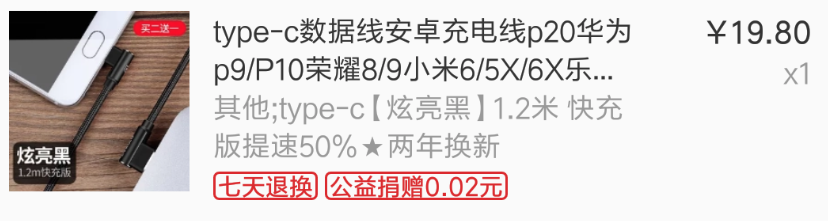 买二送一
炫亮黑
1.2m快充版
type-c数据线安卓充电线p20华为
p9/P10荣耀8/9小米6/5X/6X乐...
¥19.80
x1
其他;type-c【炫亮黑】1.2米 快充
版提速50%★两年换新
七天退换 公益捐赠0.02元